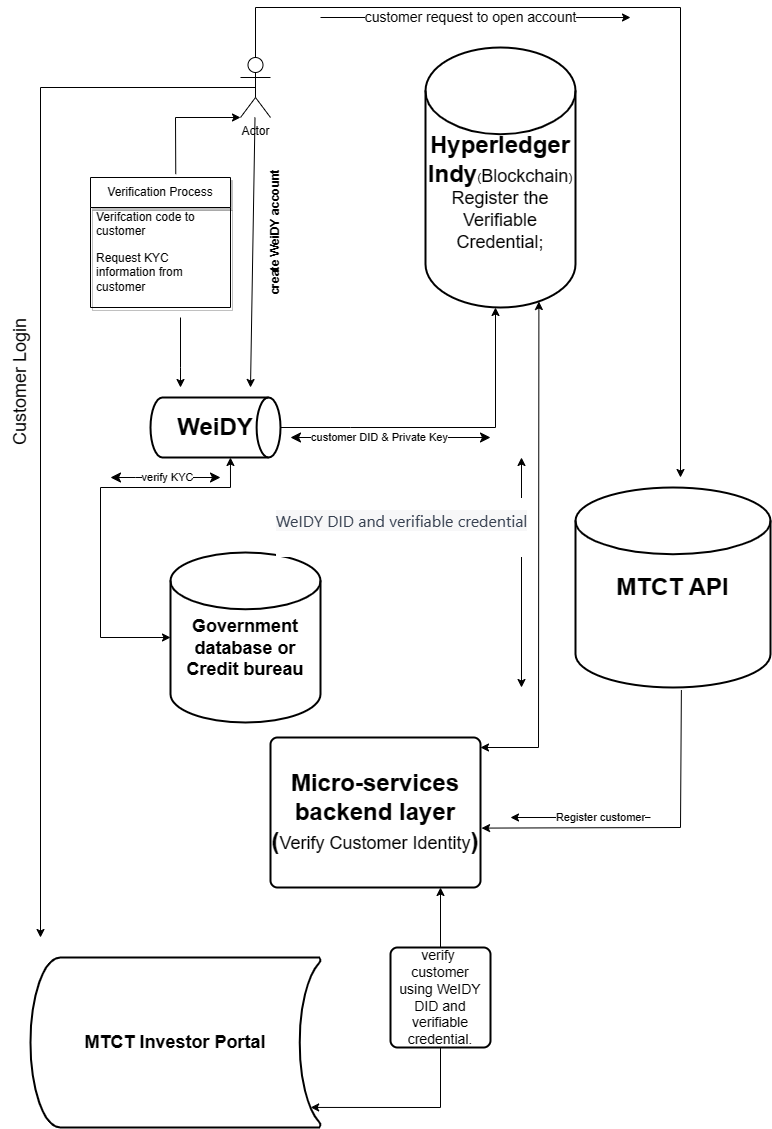 customer request to open account
Actor
Hyperledger
Indy(Blockchain)
Register the
Verifiable
Credential;
Verification Process
Verifcation code to
customer
Request KYC
information from
customer
create WeiDY account
Customer Login
WeiDY
customer DID & Private Key
verify KYC
WeIDY DID and verifiable credential
MTCT API
Government
database or
Credit bureau
Micro-services
backend layer
(Verify Customer Identity)
Register customer
verify
customer
using WeIDY
DID and
verifiable
credential.
MTCT Investor Portal